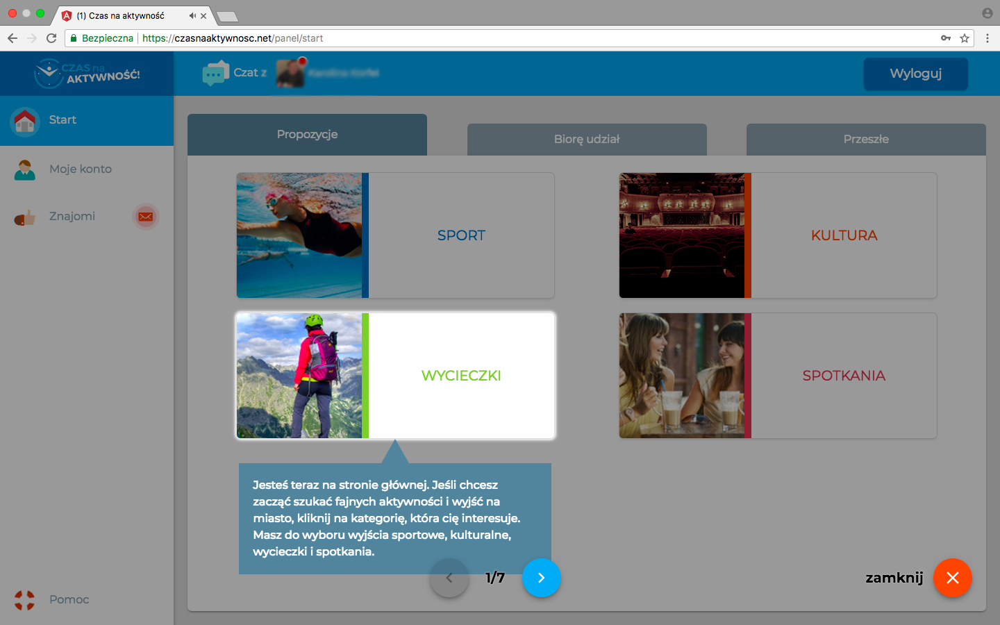 (1) Czas na aktywność
Bezpieczna
https://czasnaaktywnosc.net/panel/start
CZAS na
AKTYWNOŚĆ!
Czat z
Wyloguj
Start
Moje konto
Znajomi
Pomoc
Propozycje
Biorę udział
Przeszłe
SPORT
KULTURA
WYCIECZKI
SPOTKANIA
Jesteś teraz na stronie głównej. Jeśli chcesz
zacząć szukać fajnych aktywności i wyjść na
miasto, kliknij na kategorię, która cię interesuje.
Masz do wyboru wyjścia sportowe, kulturalne,
wycieczki i spotkania.
1/7
zamknij